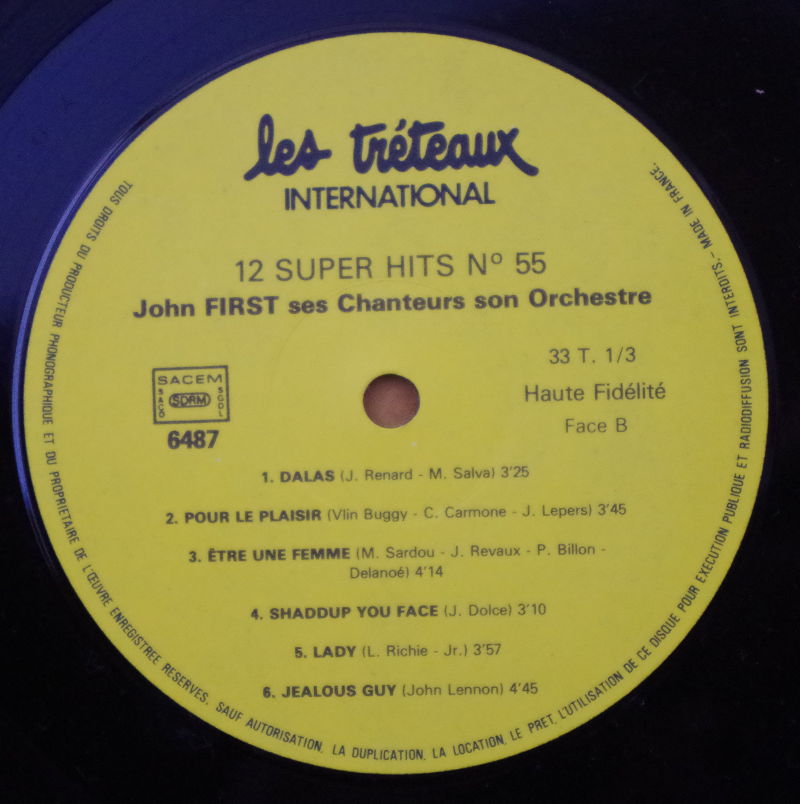 les tréteaux
INTERNATIONAL
12 SUPER HITS Nº 55
John FIRST ses Chanteurs son Orchestre
SACEM
SACD
SDRM
SGDL
6487
33 T. 1/3
Haute Fidélité
Face B
1. DALAS (J. Renard - M. Salva) 3'25
2. POUR LE PLAISIR (Vlin Buggy - C. Carmone - J. Lepers) 3'45
3. ÊTRE UNE FEMME (M. Sardou - J. Revaux - P. Billon -
Delanoé) 4'14
4. SHADDUP YOU FACE (J. Dolce) 3'10
5. LADY (L. Richie - Jr.) 3'57
6. JEALOUS GUY (John Lennon) 4'45
TOUS DROITS DU PRODUCTEUR PHONOGRAPHIQUE ET DU PROPRIETAIRE DE L'ŒUVRE ENREGISTREE RESERVES. SAUF AUTORISATION, LA DUPLICATION, LA LOCATION, LE PRET, L'UTILISATION DE CE DISQUE POUR EXECUTION PUBLIQUE ET RADIODIFFUSION SONT INTERDITS. – MADE IN FRANCE.